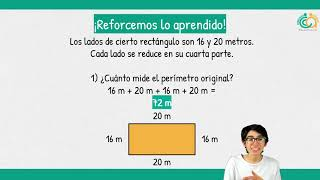 ¡Reforcemos lo aprendido!
Los lados de cierto rectángulo son 16 y 20 metros.
Cada lado se reduce en su cuarta parte.
1) ¿Cuánto mide el perímetro original?
16 m + 20 m + 16 m + 20 m =
72 m
20 m
16 m
16 m
20 m